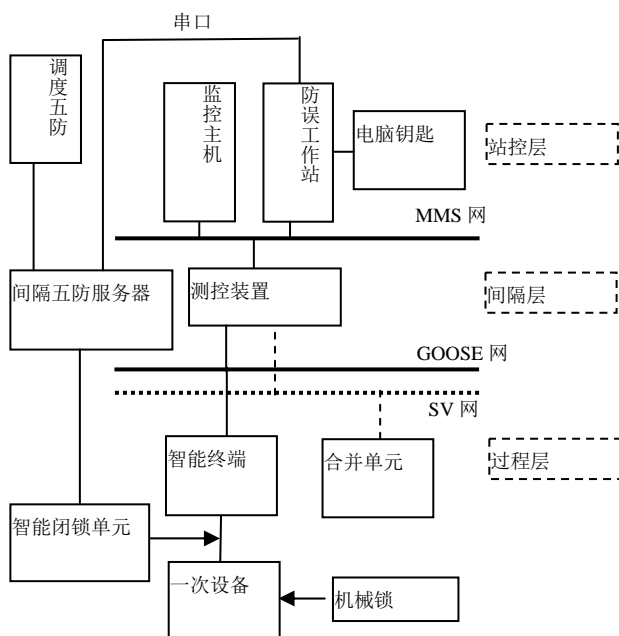 串口
调度五防
监控主机
防误工作站
电脑钥匙
站控层
MMS 网
间隔五防服务器
测控装置
间隔层
GOOSE 网
SV 网
智能终端
合并单元
过程层
智能闭锁单元
一次设备
机械锁